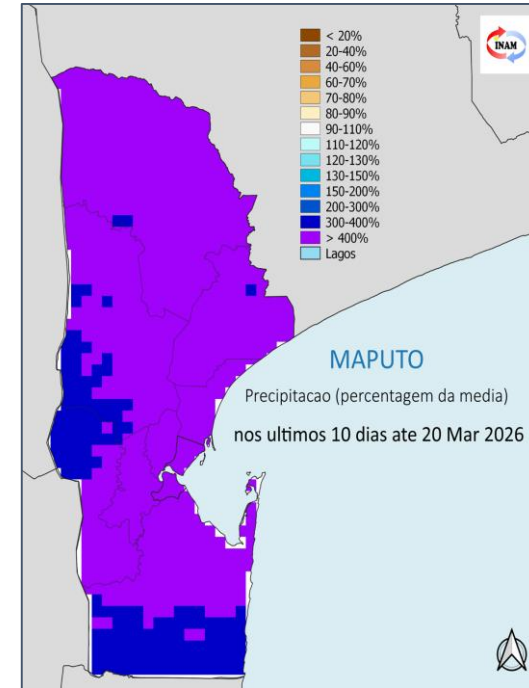 < 20%
20-40%
40-60%
60-70%
70-80%
80-90%
90-110%
110-120%
120-130%
130-150%
150-200%
200-300%
300-400%
> 400%
Lagos
INAM
MAPUTO
Precipitacao (percentagem da media)
nos ultimos 10 dias ate 20 Mar 2026